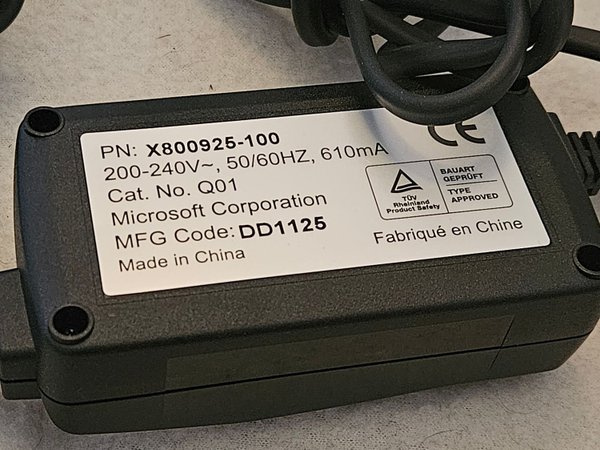 PN: X800925-100
200-240V~, 50/60HZ, 610mA
Cat. No. Q01
Microsoft Corporation
MFG Code: DD1125
Made in China
CE
TÜV
Rheinland
Product Safety
BAUART
GEPRÜFT
TYPE
APPROVED
Fabriqué en Chine